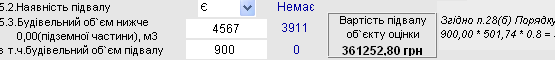 5.2.Наявність підвалу Є Немає
5.3.Будівельний об`єм нижче 0,00(підземної частини), м3 4567 3911
в т.ч.будівельний об`єм підвалу 900 0
Вартість підвалу
об`єкту оцінки
361252,80 грн
Згідно п.28(б) Порядку
900,00 * 501,74 * 0.8 =